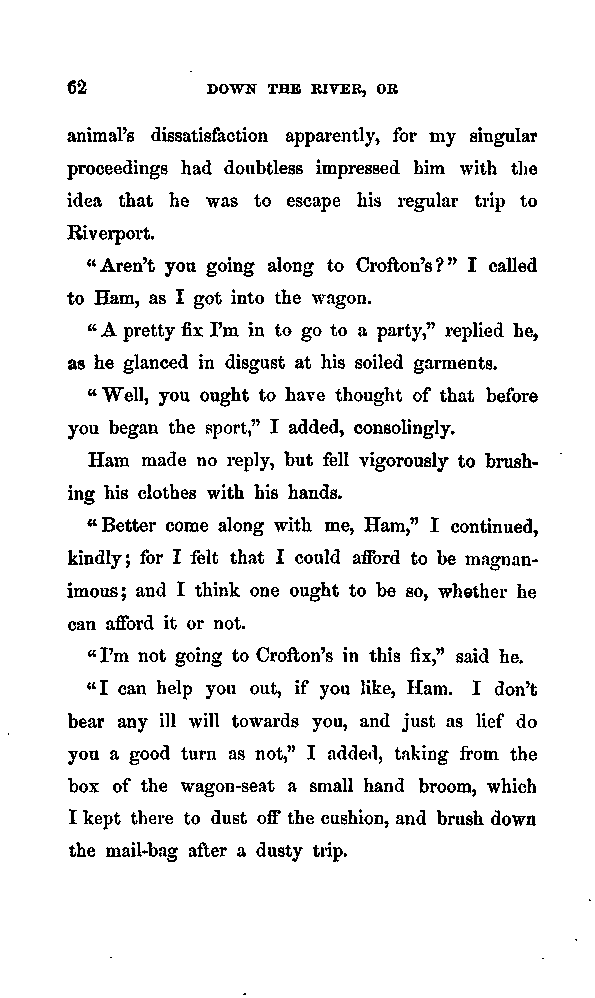 62 DOWN THE RIVER, OR
animal's dissatisfaction apparently, for my singular
proceedings had doubtless impressed him with the
idea that he was to escape his regular trip to
Riverport.
“Aren't you going along to Crofton's?” I called
to Ham, as I got into the wagon.
“A pretty fix I'm in to go to a party,” replied he,
as he glanced in disgust at his soiled garments.
“Well, you ought to have thought of that before
you began the sport,” I added, consolingly.
Ham made no reply, but fell vigorously to brush-
ing his clothes with his hands.
“Better come along with me, Ham,” I continued,
kindly; for I felt that I could afford to be magnan-
imous; and I think one ought to be so, whether he
can afford it or not.
“I'm not going to Crofton's in this fix,” said he.
“I can help you out, if you like, Ham. I don't
bear any ill will towards you, and just as lief do
you a good turn as not,” I added, taking from the
box of the wagon-seat a small hand broom, which
I kept there to dust off the cushion, and brush down
the mail-bag after a dusty trip.